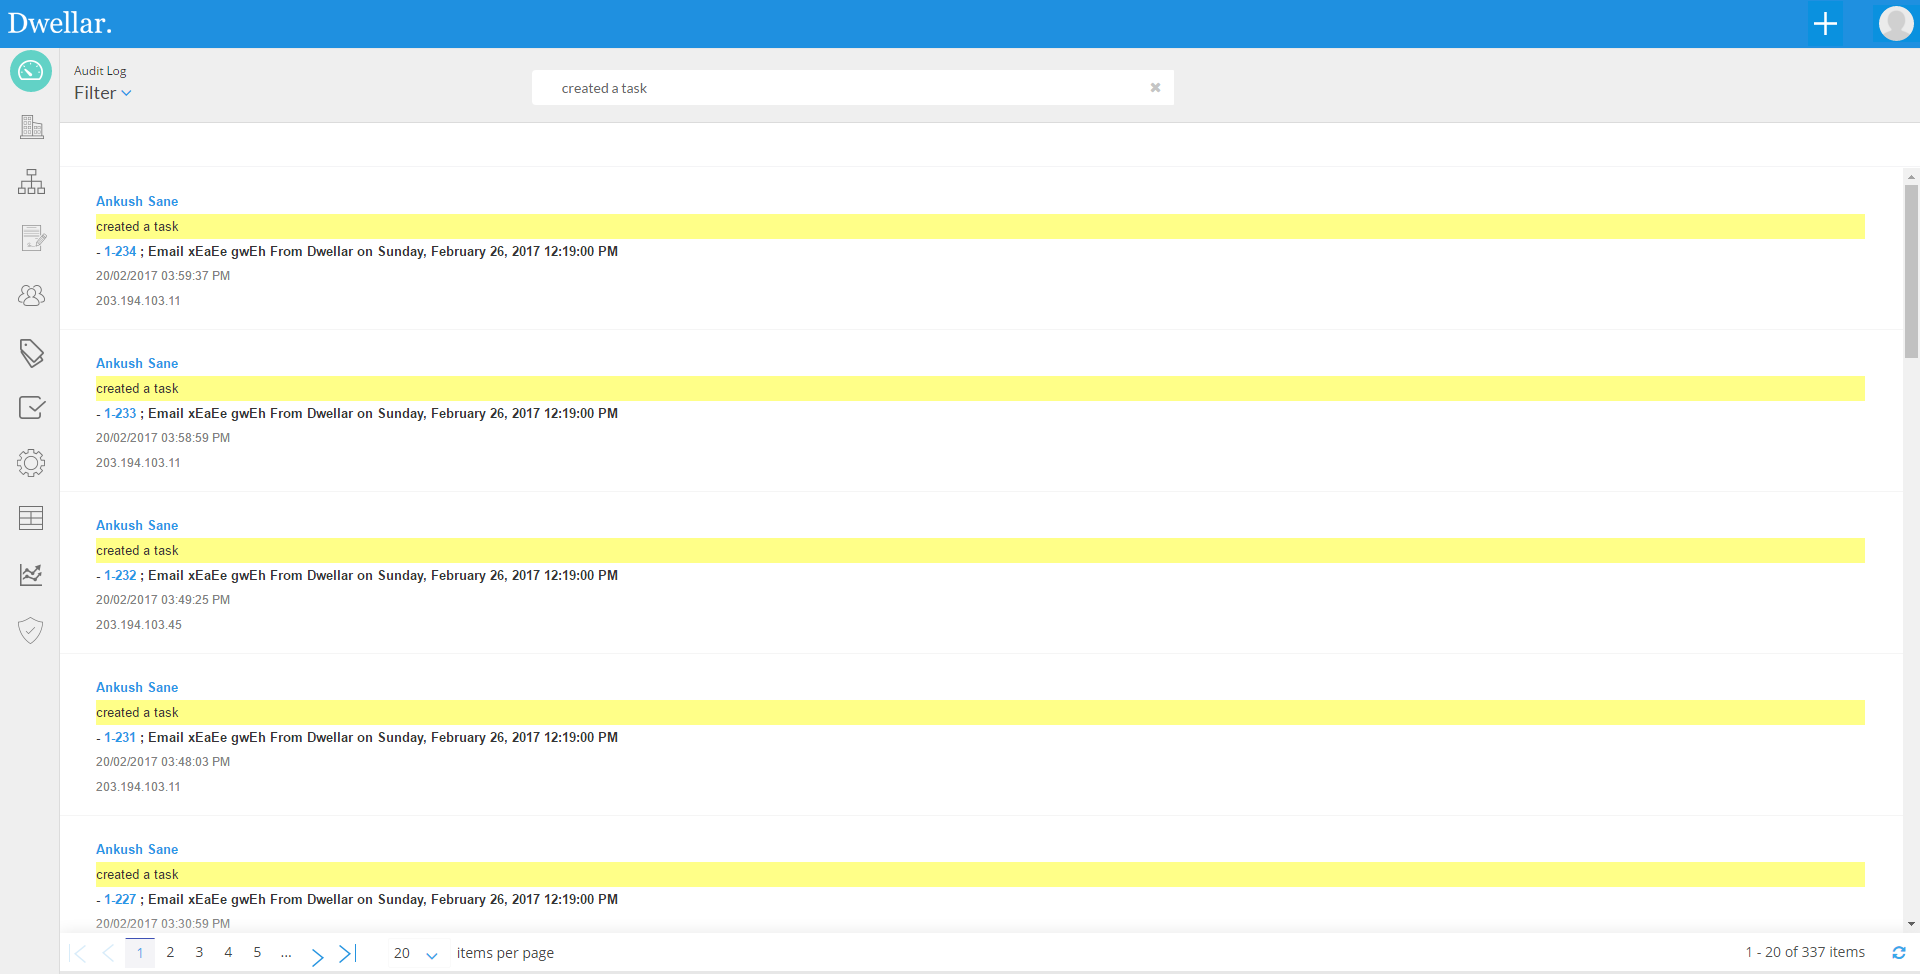 Dwellar.
Audit Log
Filter
created a task
Ankush Sane
created a task
- 1-234 ; Email xEaEe gwEh From Dwellar on Sunday, February 26, 2017 12:19:00 PM
20/02/2017 03:59:37 PM
203.194.103.11
Ankush Sane
created a task
- 1-233 ; Email xEaEe gwEh From Dwellar on Sunday, February 26, 2017 12:19:00 PM
20/02/2017 03:58:59 PM
203.194.103.11
Ankush Sane
created a task
- 1-232 ; Email xEaEe gwEh From Dwellar on Sunday, February 26, 2017 12:19:00 PM
20/02/2017 03:49:25 PM
203.194.103.45
Ankush Sane
created a task
- 1-231 ; Email xEaEe gwEh From Dwellar on Sunday, February 26, 2017 12:19:00 PM
20/02/2017 03:48:03 PM
203.194.103.11
Ankush Sane
created a task
- 1-227 ; Email xEaEe gwEh From Dwellar on Sunday, February 26, 2017 12:19:00 PM
20/02/2017 03:30:59 PM
1 2 3 4 5 ... 20 items per page 1 - 20 of 337 items